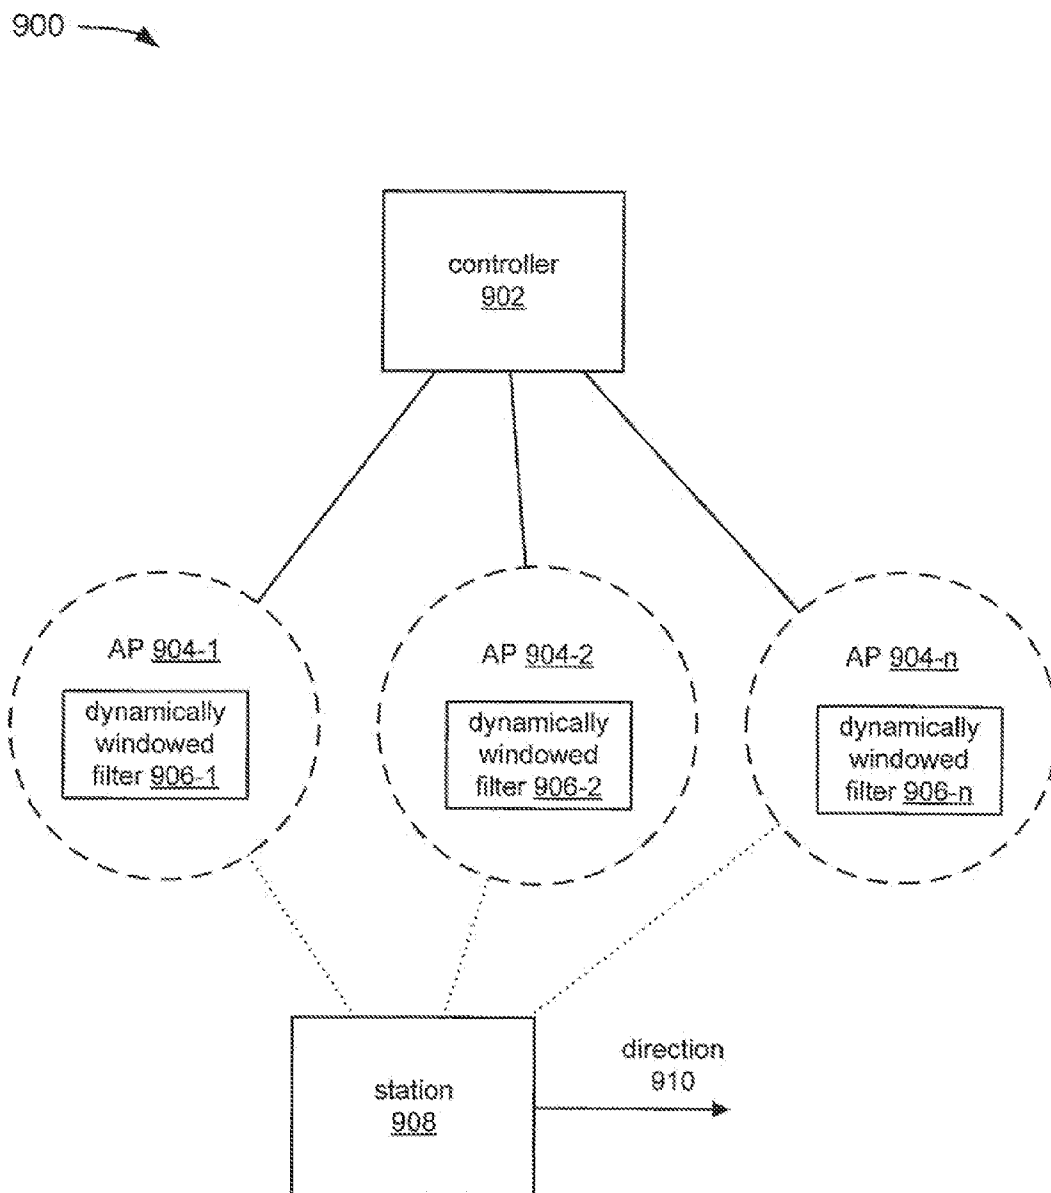 900
controller
902
AP 904-1
dynamically
windowed
filter 906-1
AP 904-2
dynamically
windowed
filter 906-2
AP 904-n
dynamically
windowed
filter 906-n
station
908
direction
910